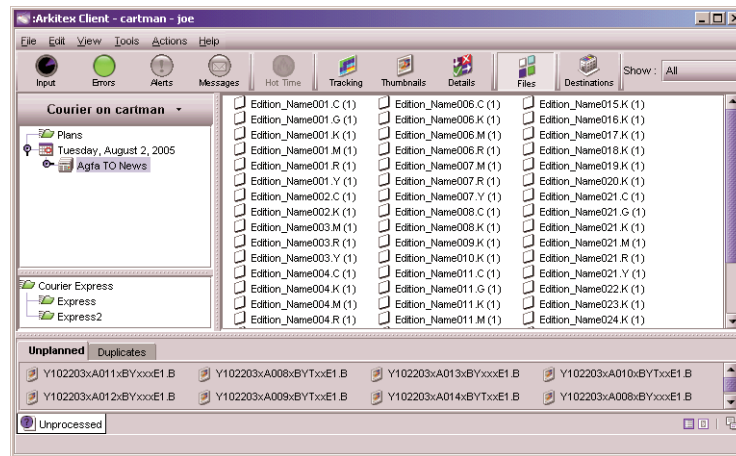 :Arkitex Client - cartman - joe
File Edit View Tools Actions Help
Input Errors Alerts Messages Hot Time Tracking Thumbnails Details Files Destinations Show : All
Courier on cartman
Plans
Tuesday, August 2, 2005
Agfa TO News
Courier Express
Express
Express2
Edition_Name001.C (1) Edition_Name006.C (1) Edition_Name015.K (1)
Edition_Name001.G (1) Edition_Name006.K (1) Edition_Name016.K (1)
Edition_Name001.K (1) Edition_Name006.M (1) Edition_Name017.K (1)
Edition_Name001.M (1) Edition_Name006.R (1) Edition_Name018.K (1)
Edition_Name001.R (1) Edition_Name007.M (1) Edition_Name019.K (1)
Edition_Name001.Y (1) Edition_Name007.R (1) Edition_Name020.K (1)
Edition_Name002.C (1) Edition_Name007.Y (1) Edition_Name021.C (1)
Edition_Name002.K (1) Edition_Name008.C (1) Edition_Name021.G (1)
Edition_Name003.M (1) Edition_Name008.K (1) Edition_Name021.K (1)
Edition_Name003.R (1) Edition_Name009.K (1) Edition_Name021.M (1)
Edition_Name003.Y (1) Edition_Name010.K (1) Edition_Name021.R (1)
Edition_Name004.C (1) Edition_Name011.C (1) Edition_Name021.Y (1)
Edition_Name004.K (1) Edition_Name011.G (1) Edition_Name022.K (1)
Edition_Name004.M (1) Edition_Name011.K (1) Edition_Name023.K (1)
Edition_Name004.R (1) Edition_Name011.M (1) Edition_Name024.K (1)
Unplanned Duplicates
Y102203xA011xBYxxxE1.B Y102203xA008xBYTxxE1.B Y102203xA013xBYxxxE1.B Y102203xA010xBYTxxE1.B
Y102203xA012xBYxxxE1.B Y102203xA009xBYTxxE1.B Y102203xA014xBYTxxE1.B Y102203xA008xBYxxxE1.B
Unprocessed